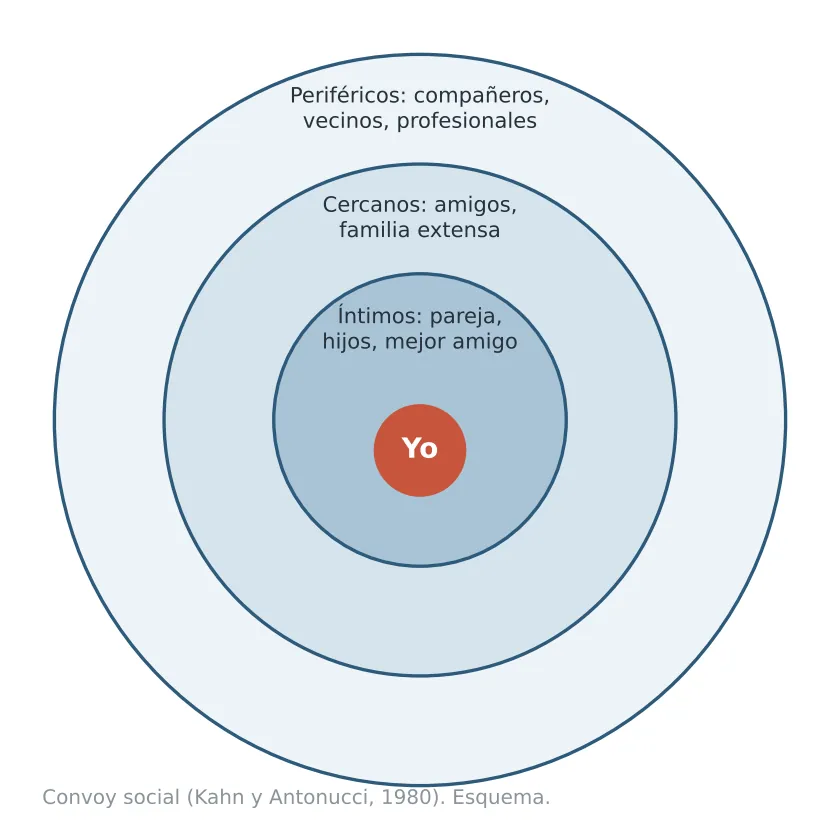 Periféricos: compañeros,
vecinos, profesionales
Cercanos: amigos,
familia extensa
Íntimos: pareja,
hijos, mejor amigo
Yo
Convoy social (Kahn y Antonucci, 1980). Esquema.